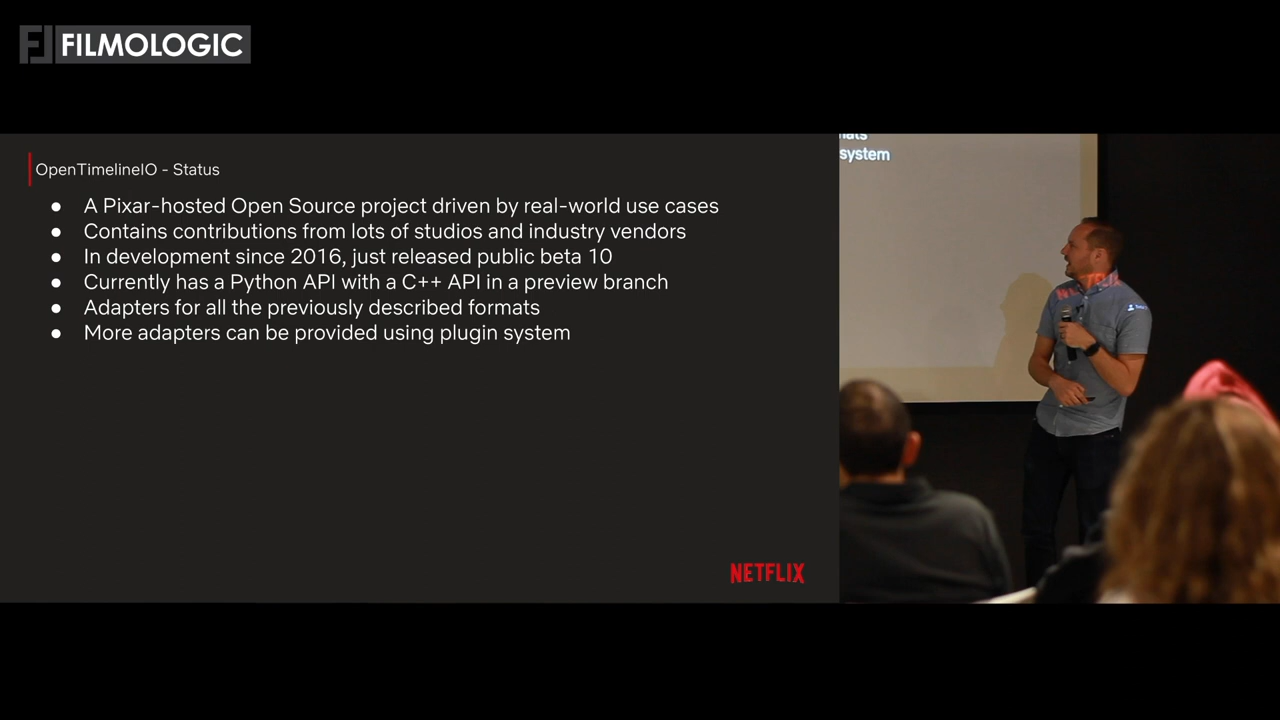 FILMOLOGIC
OpenTimelineIO - Status
● A Pixar-hosted Open Source project driven by real-world use cases
● Contains contributions from lots of studios and industry vendors
● In development since 2016, just released public beta 10
● Currently has a Python API with a C++ API in a preview branch
● Adapters for all the previously described formats
● More adapters can be provided using plugin system
NETFLIX
system